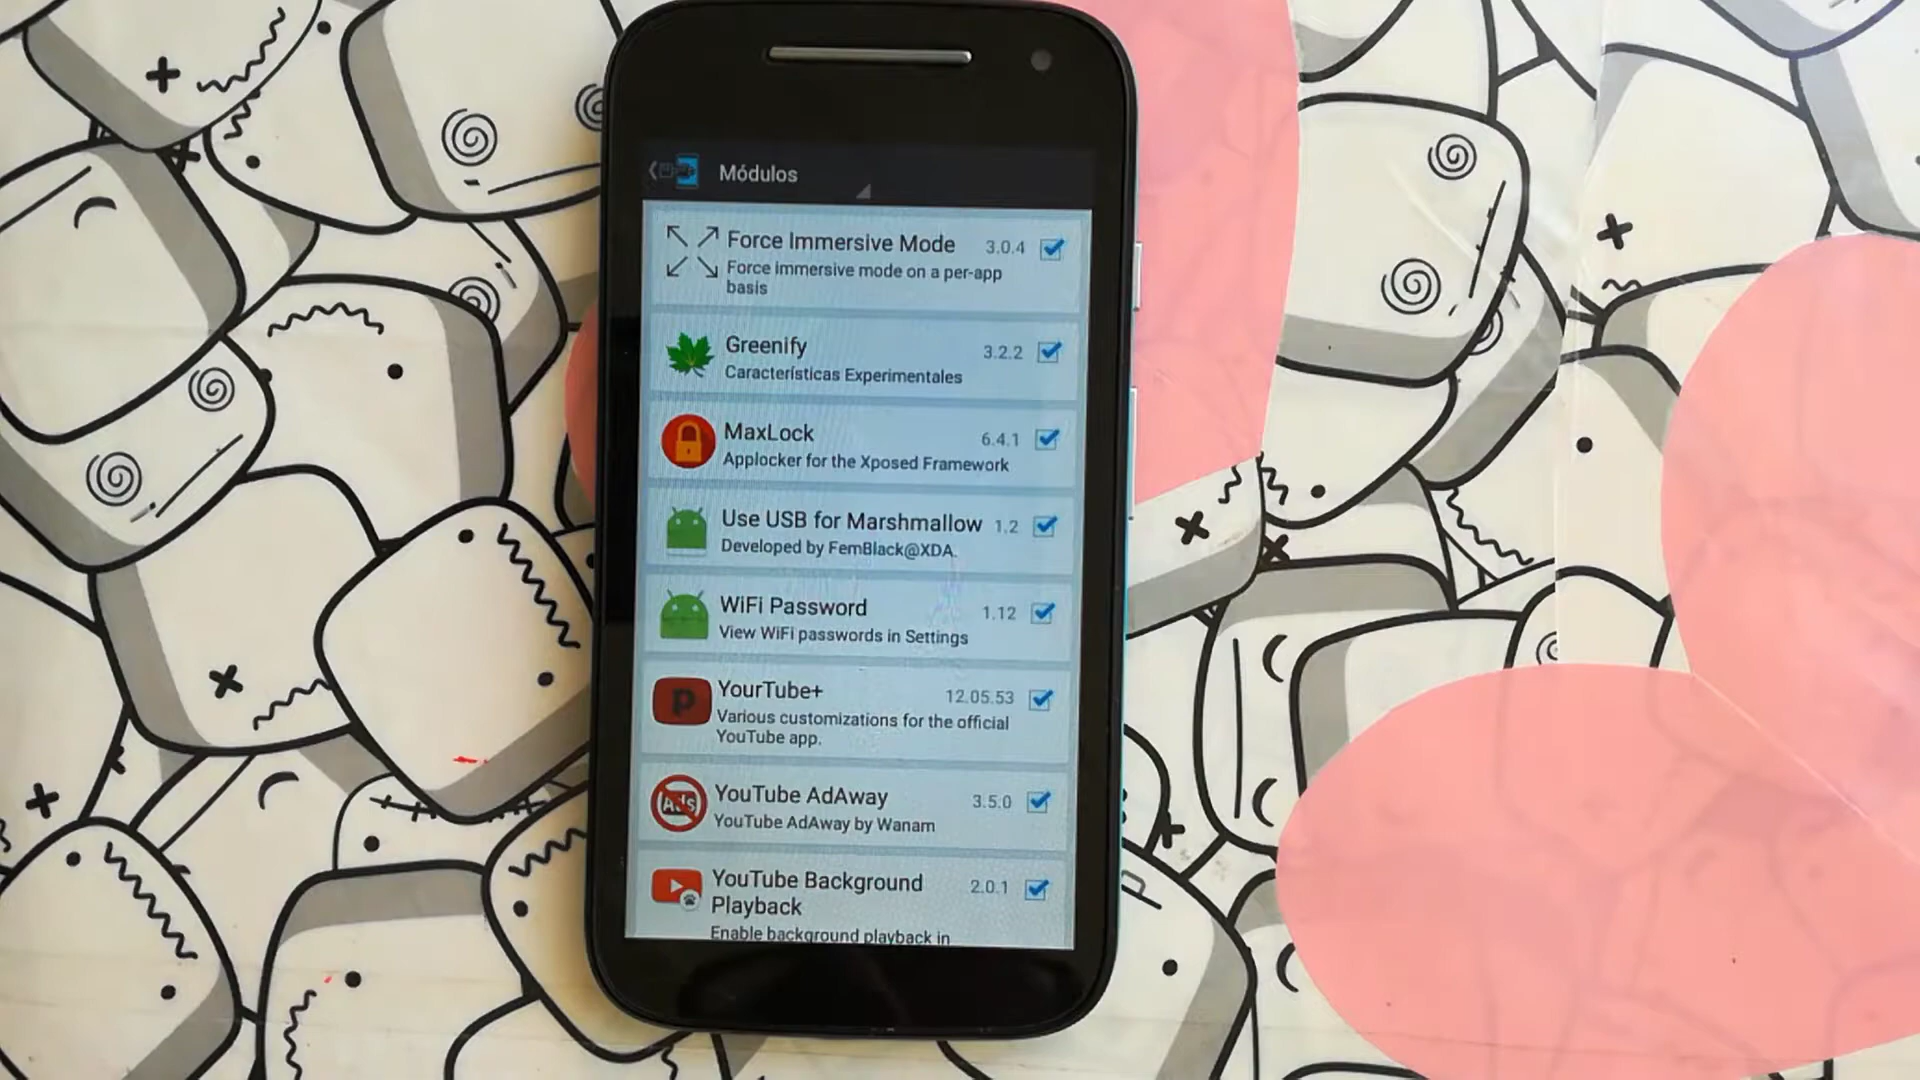 Módulos
Force Immersive Mode 3.0.4
Force immersive mode on a per-app
basis
Greenify 3.2.2
Características Experimentales
MaxLock 6.4.1
Applocker for the Xposed Framework
Use USB for Marshmallow 1.2
Developed by FemBlack@XDA.
WiFi Password 1.12
View WiFi passwords in Settings
YourTube+ 12.05.53
Various customizations for the official
YouTube app.
Ads
YouTube AdAway 3.5.0
YouTube AdAway by Wanam
YouTube Background 2.0.1
Playback
Enable background playback in